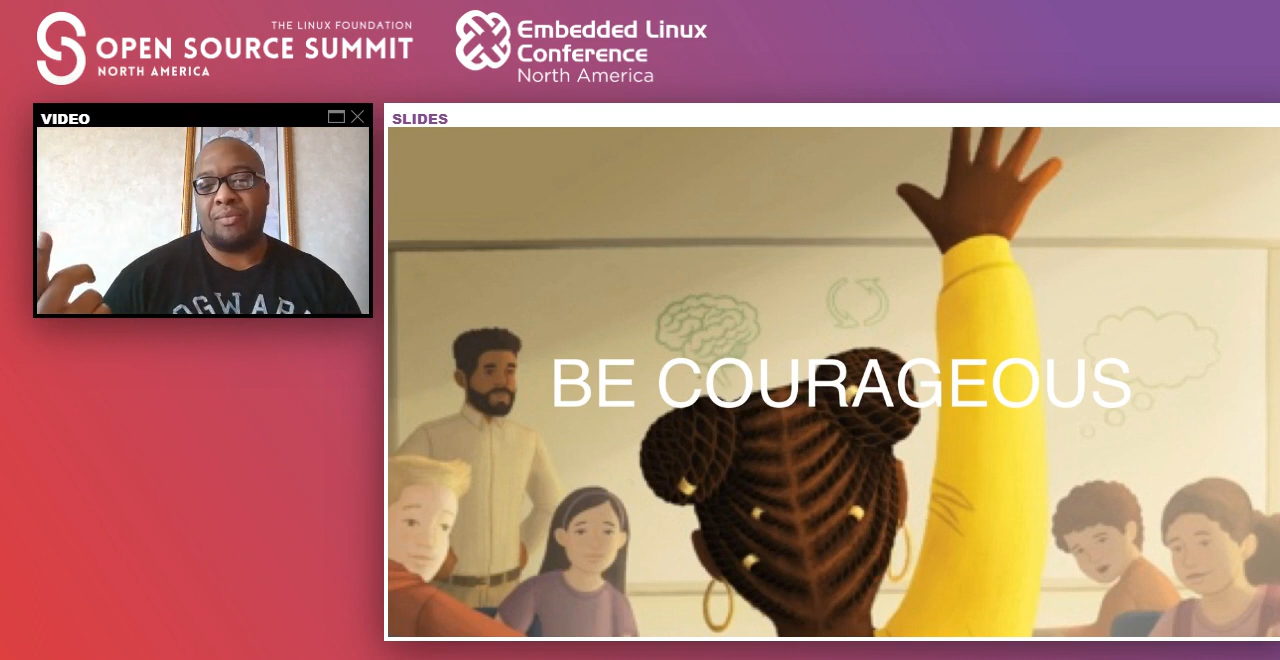 THE LINUX FOUNDATION
OPEN SOURCE SUMMIT
NORTH AMERICA
Embedded Linux
Conference
North America
VIDEO
SLIDES
BE COURAGEOUS